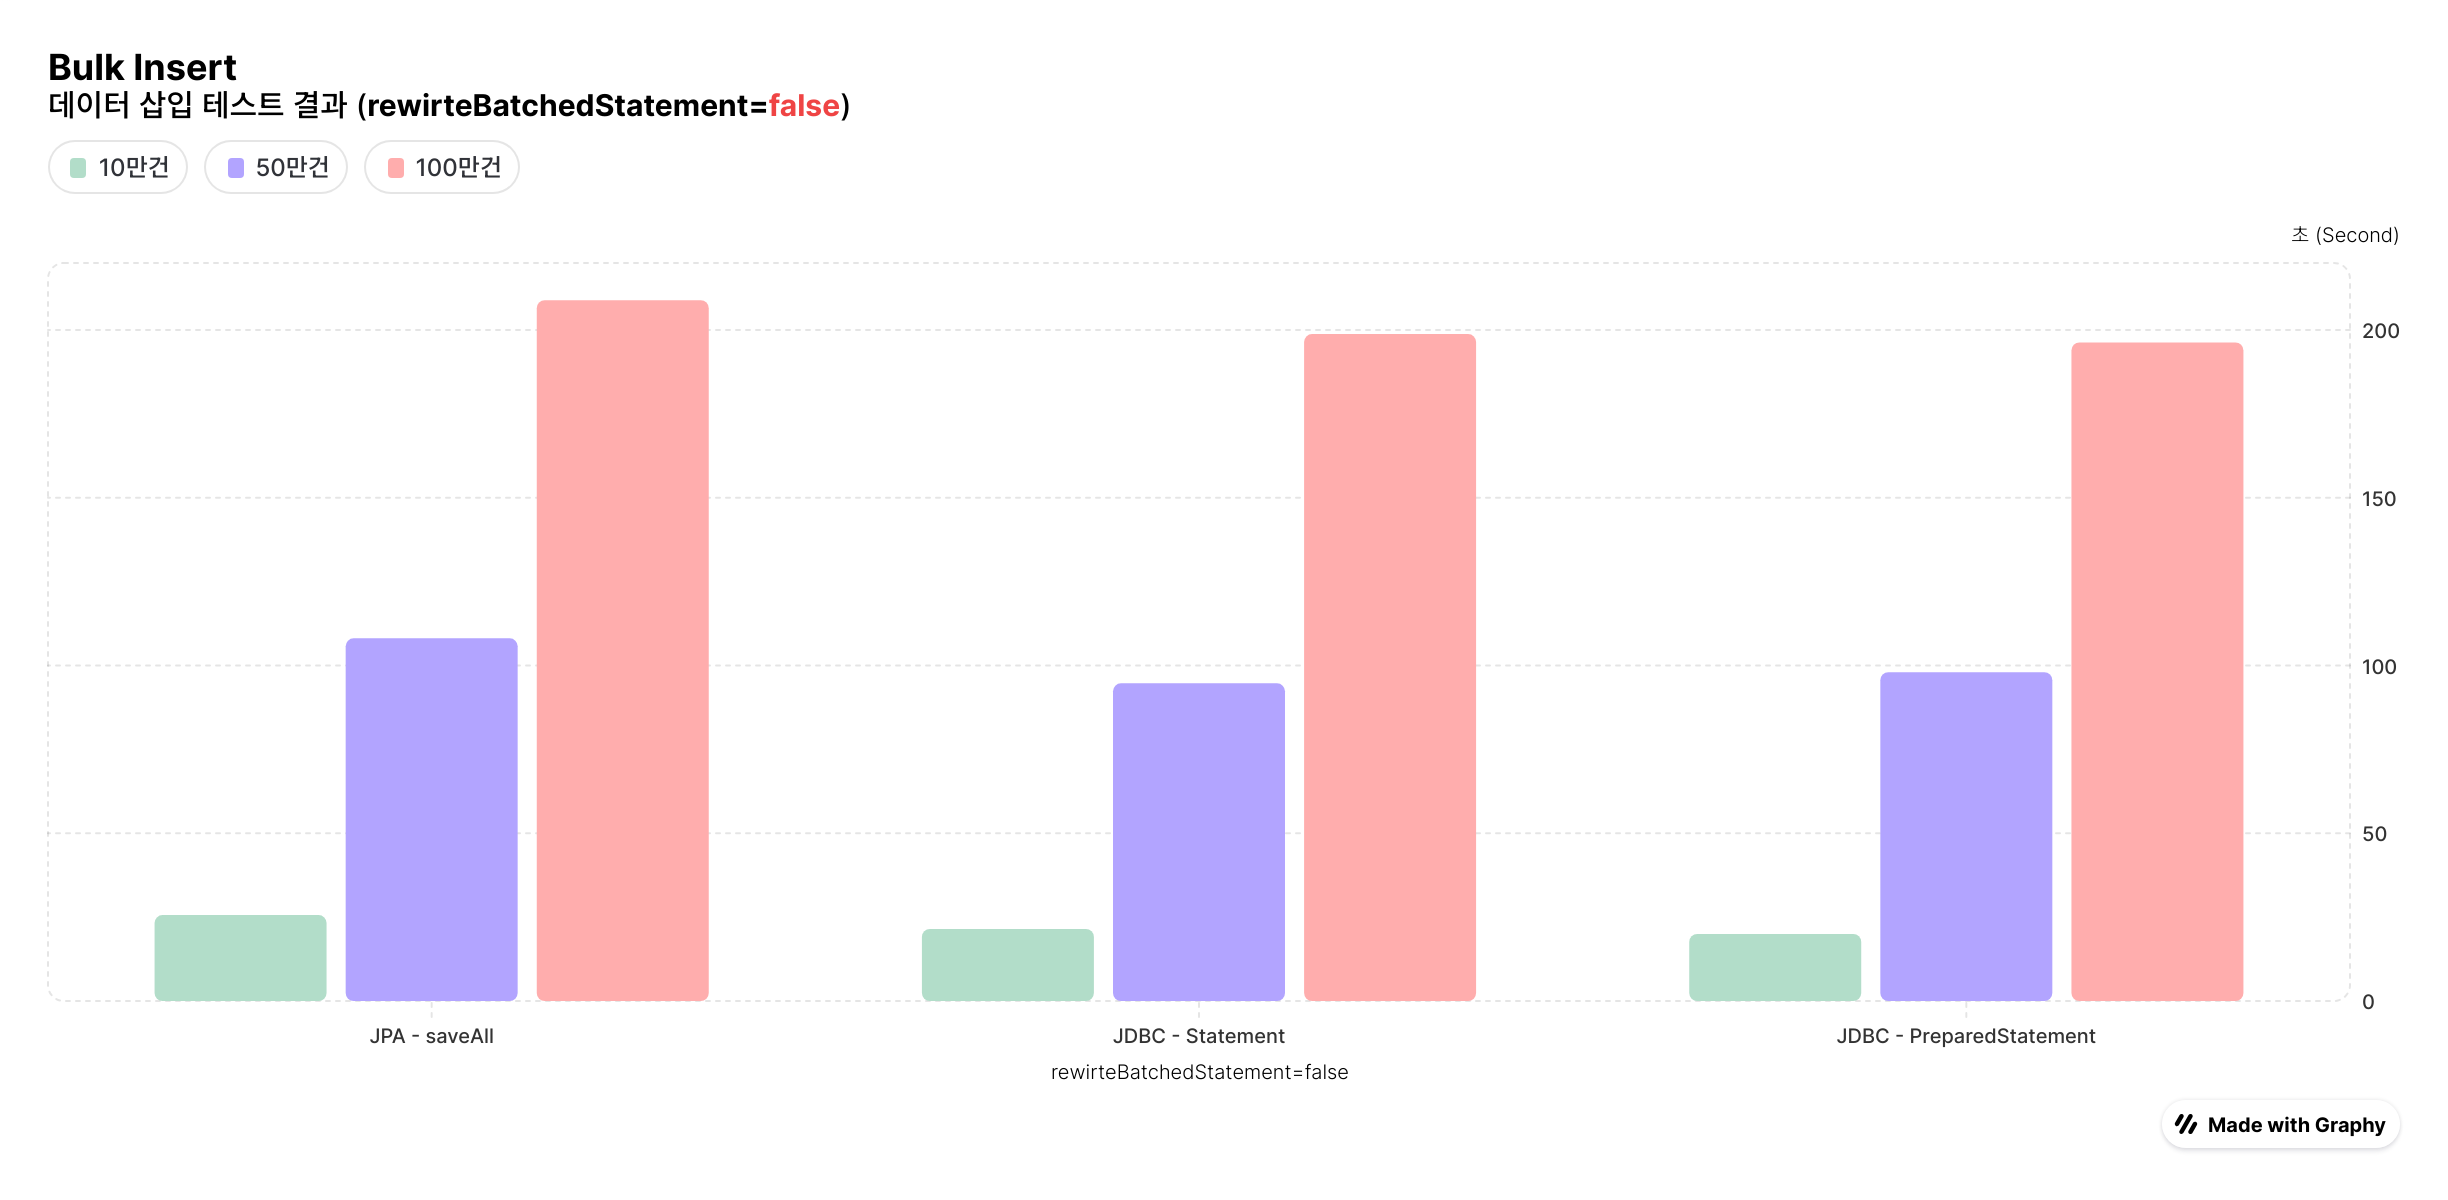 Bulk Insert
데이터 삽입 테스트 결과 (rewirteBatchedStatement=false)
10만건 50만건 100만건
초 (Second)
200
150
100
50
0
JPA - saveAll JDBC - Statement JDBC - PreparedStatement
rewirteBatchedStatement=false
Made with Graphy